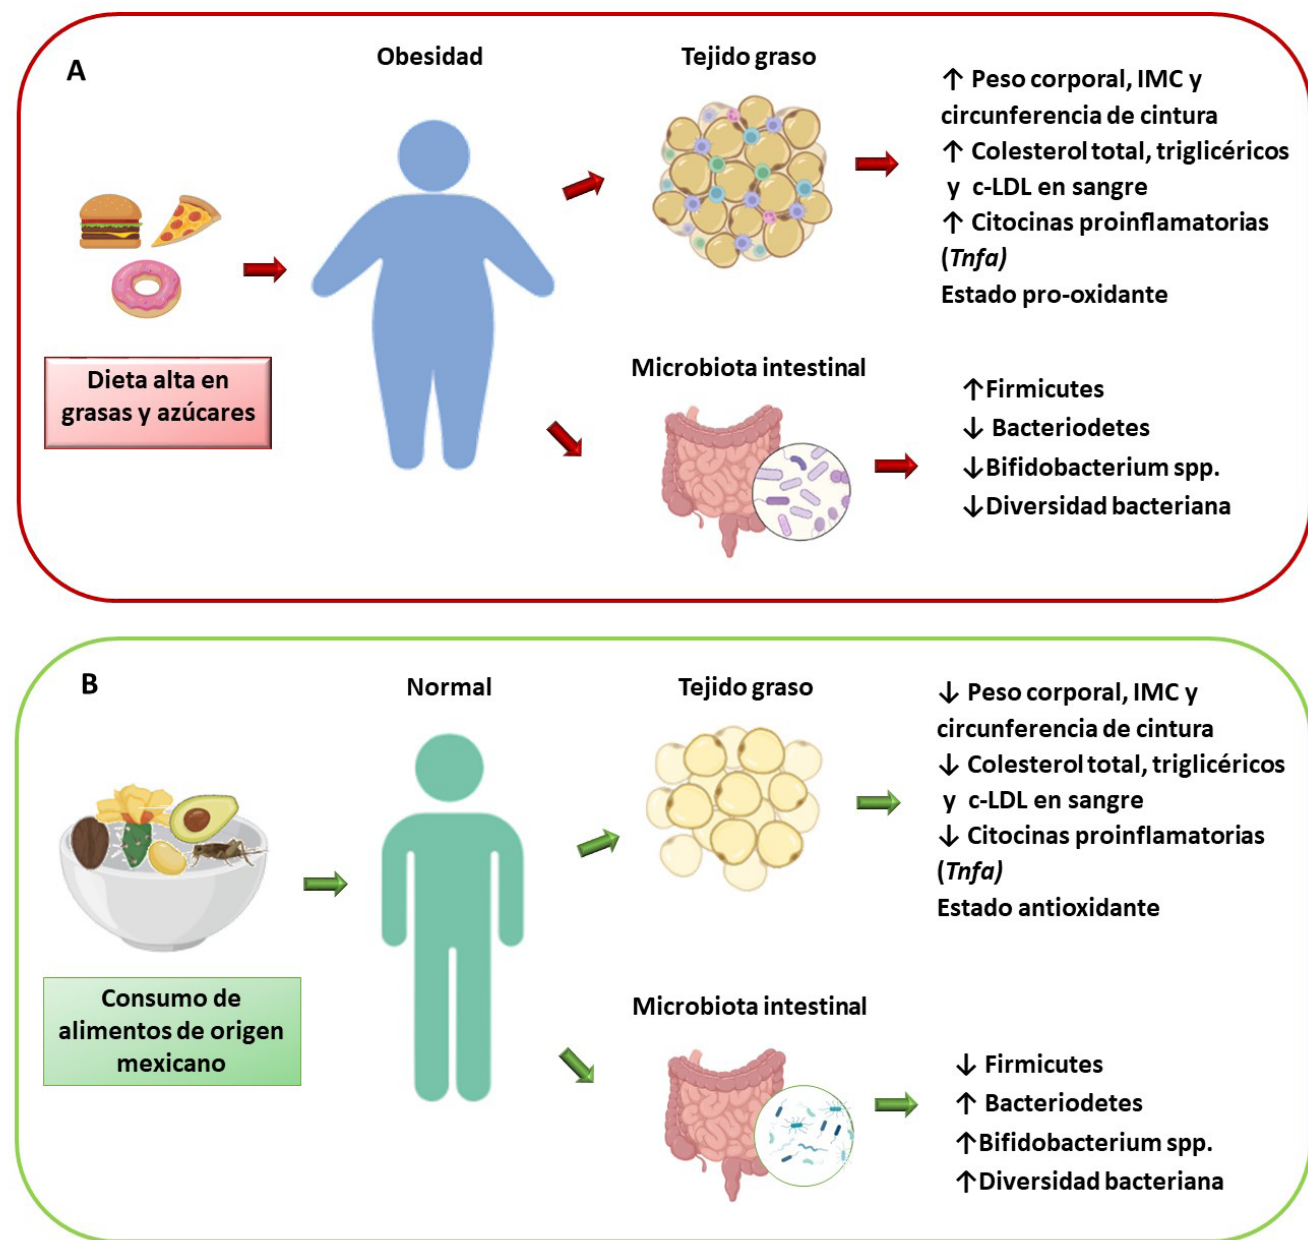 A
Obesidad
Tejido graso
↑ Peso corporal, IMC y
circunferencia de cintura
↑ Colesterol total, triglicéricos
y c-LDL en sangre
↑ Citocinas proinflamatorias
(Tnfa)
Estado pro-oxidante
Dieta alta en
grasas y azúcares
Microbiota intestinal
↑Firmicutes
↓ Bacteriodetes
↓Bifidobacterium spp.
↓Diversidad bacteriana
B
Normal
Tejido graso
↓ Peso corporal, IMC y
circunferencia de cintura
↓ Colesterol total, triglicéricos
y c-LDL en sangre
↓ Citocinas proinflamatorias
(Tnfa)
Estado antioxidante
Consumo de
alimentos de origen
mexicano
Microbiota intestinal
↓ Firmicutes
↑ Bacteriodetes
↑Bifidobacterium spp.
↑Diversidad bacteriana